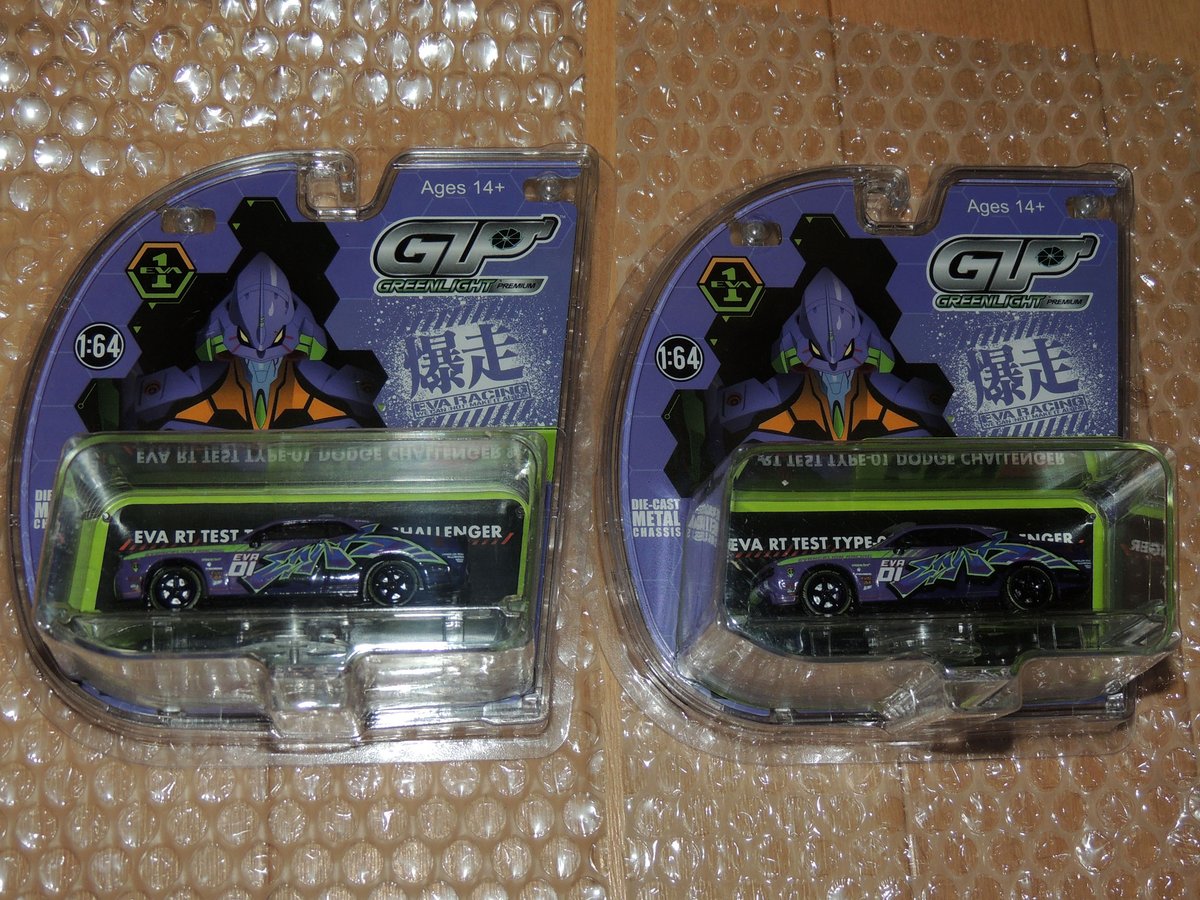 Ages 14+
GLP
GREENLIGHT PREMIUM
EVA
1
1:64
爆走
EVA RACING
EVA RT TEST TYPE-01 DODGE CHALLENGER
DIE-CAST
METAL
CHASSIS
EVA RT TEST CHALLENGER
EVA
01
Ages 14+
GLP
GREENLIGHT PREMIUM
EVA
1
1:64
爆走
EVA RACING
RT TEST TYPE-01 DODGE CHALLENGER
DIE-CAST
METAL
CHASSIS
EVA RT TEST TYPE-0 ENGER
EVA
01